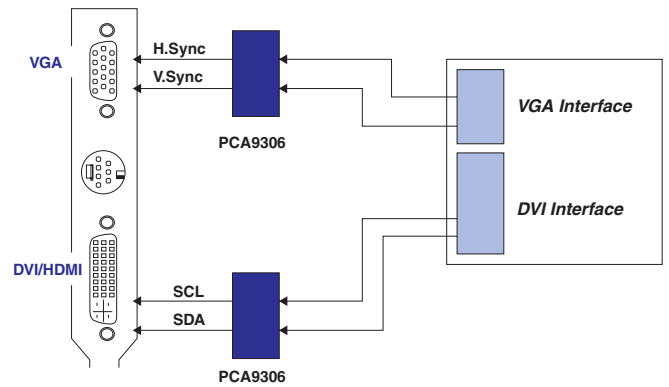 VGA
H.Sync
V.Sync
PCA9306
VGA Interface
DVI Interface
DVI/HDMI
SCL
SDA
PCA9306